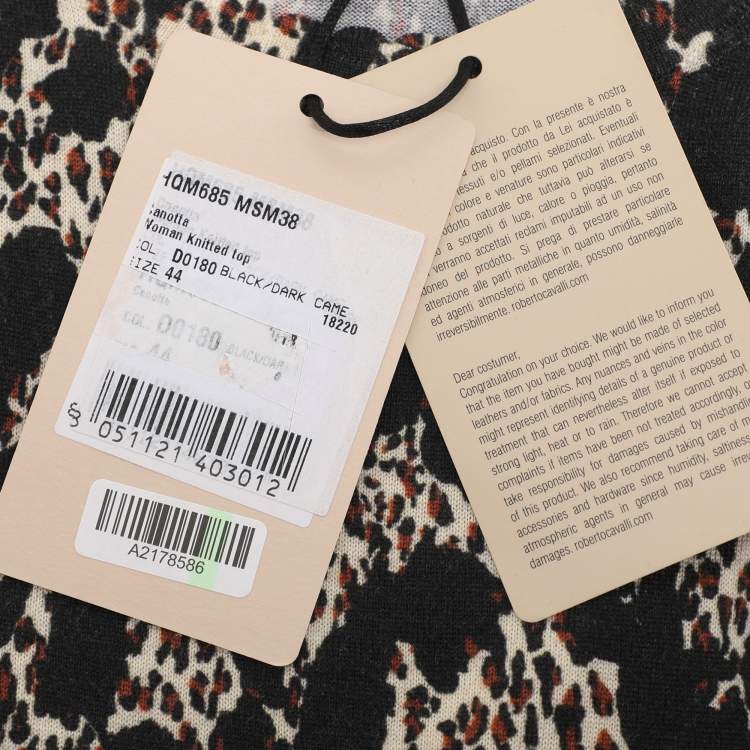 HQM685 MSM38
Canotta
Woman Knitted top
COL. D0180 BLACK/DARK CAME
SIZE 44
18220
Canotta
COL. D0180 BLACK/DAR
44
051121 403012
A2178586
acquisto. Con la presente è nostra
che il prodotto da Lei acquistato è
tessuti e/o pellami selezionati. Eventuali
colore e venature sono particolari indicativi
naturale che tuttavia può alterarsi se
a sorgenti di luce, calore o pioggia, pertanto
verranno accettati reclami imputabili ad un uso non
idoneo del prodotto. Si prega di prestare particolare
attenzione alle parti metalliche in quanto umidità, salinità
ed agenti atmosferici in generale, possono danneggiarle
irreversibilmente. robertocavalli.com
Dear costumer,
Congratulation on your choice. We would like to inform you
that the item you have bought might be made of selected
leathers and/or fabrics. Any nuances and veins in the color
might represent identifying details of a genuine product or
treatment that can nevertheless alter itself if exposed to
strong light, heat or to rain. Therefore we cannot accept
complaints if items have been not treated accordingly,
take responsibility for damages caused by mishandling
of this product. We also recommend taking care of
accessories and hardware since humidity, saltiness
atmospheric agents in general may cause
damages. robertocavalli.com